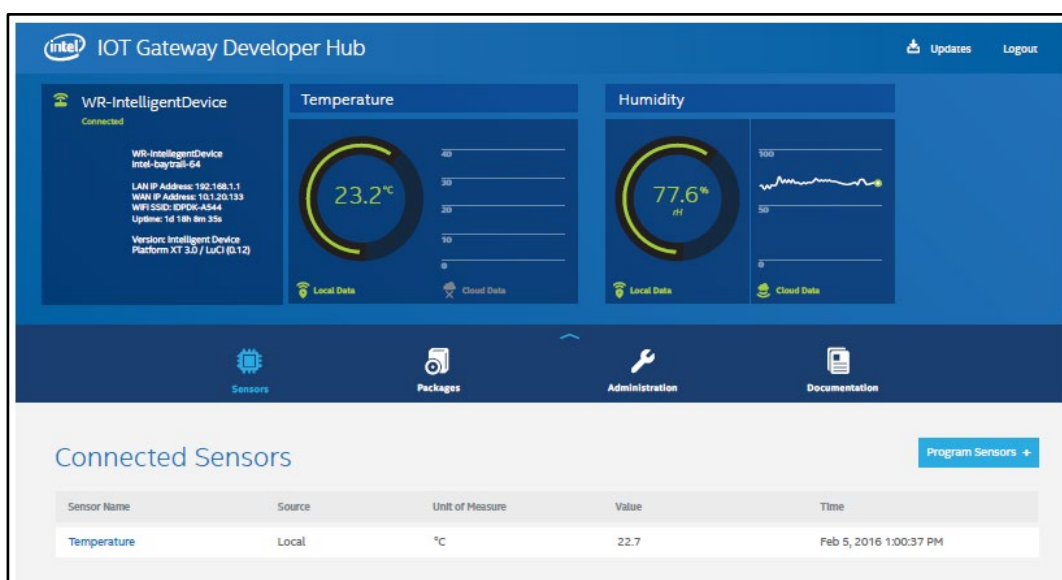 intel IOT Gateway Developer Hub
Updates Logout
WR-IntelligentDevice
Connected
WR-IntellegentDevice
Intel-baytrail-64
LAN IP Address: 192.168.1.1
WAN IP Address: 10.1.20.133
WIFI SSID: IDPDK-A544
Uptime: 1d 18h 8m 35s
Version: Intelligent Device
Platform XT 3.0 / LuCI (0.12)
Temperature
23.2°C
40
30
20
10
0
Local Data
Cloud Data
Humidity
77.6%
rH
100
50
0
Local Data
Cloud Data
Sensors
Packages
Administration
Documentation
Connected Sensors
Program Sensors +
Sensor Name Source Unit of Measure Value Time
Temperature Local °C 22.7 Feb 5, 2016 1:00:37 PM